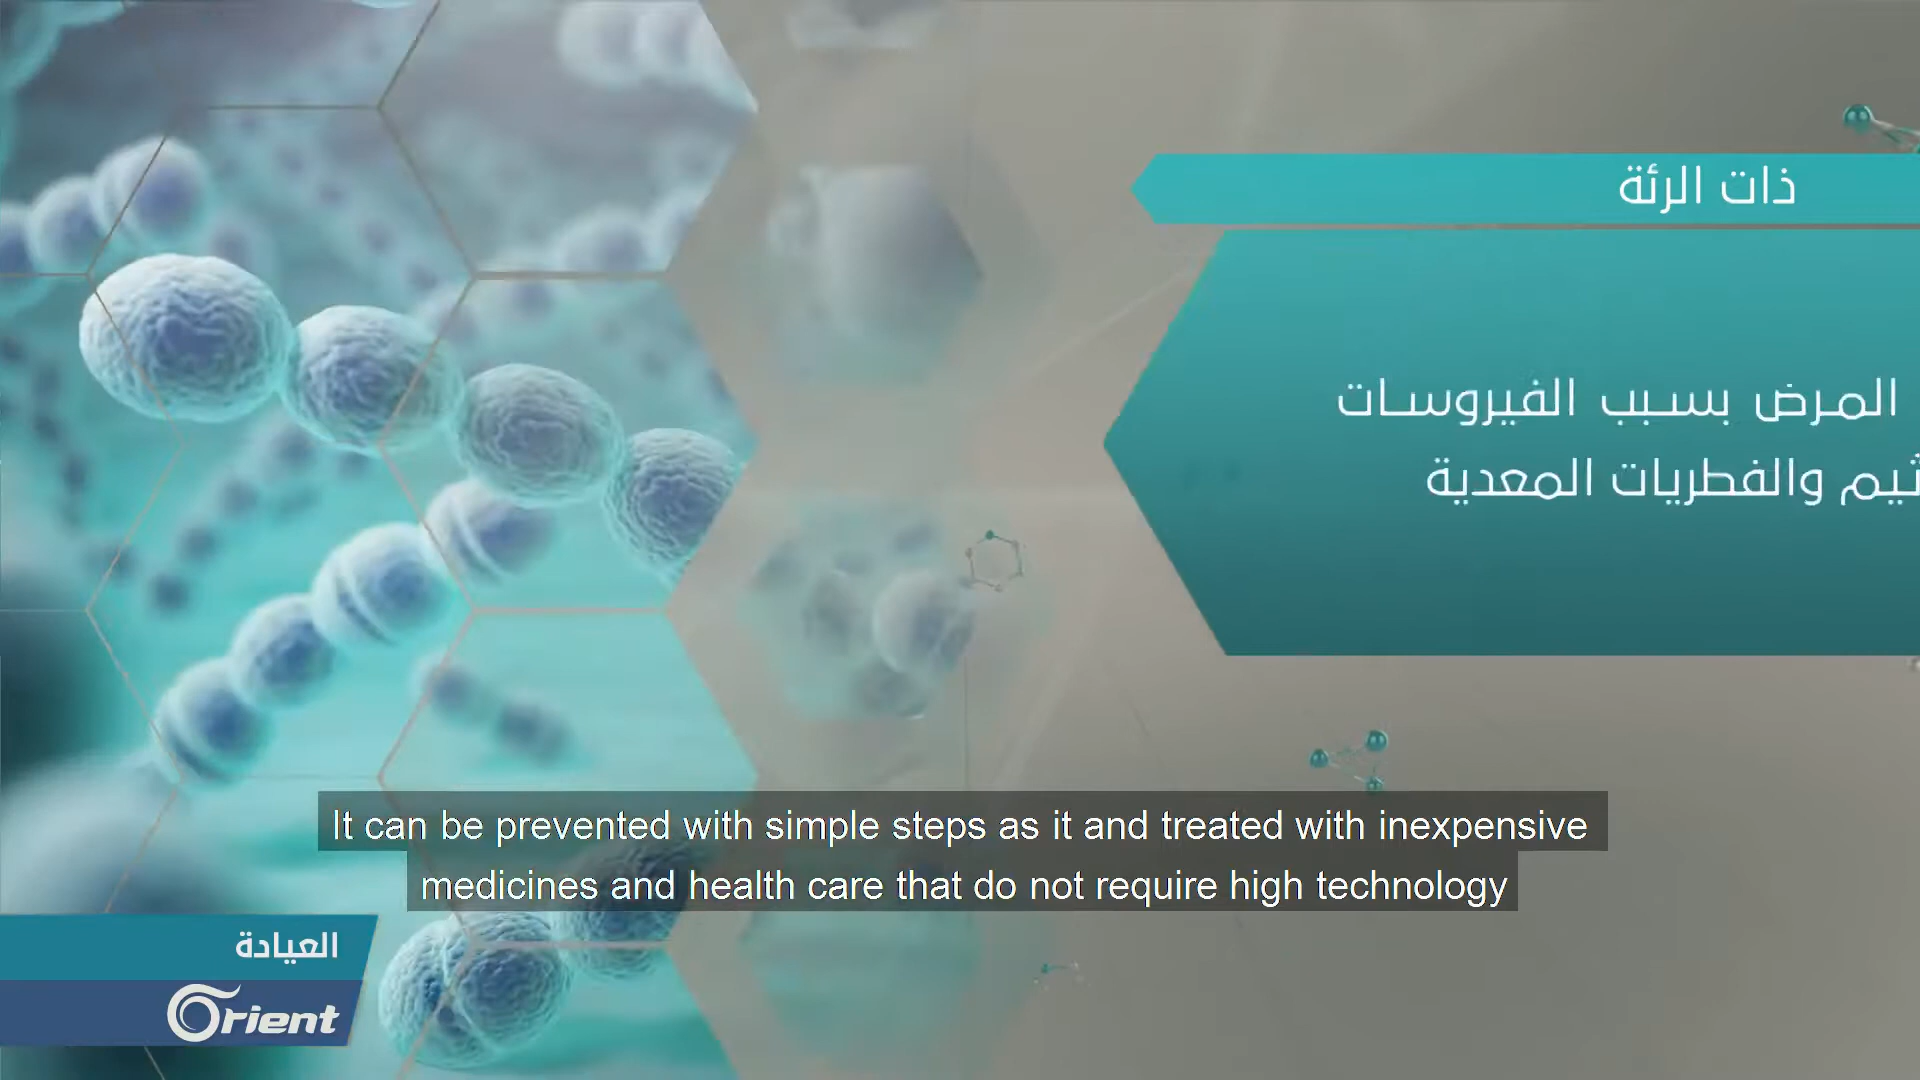 ذات الرئة
المرض بسبب الفيروسات
والفطريات المعدية
It can be prevented with simple steps as it and treated with inexpensive
medicines and health care that do not require high technology
العيادة
Orient